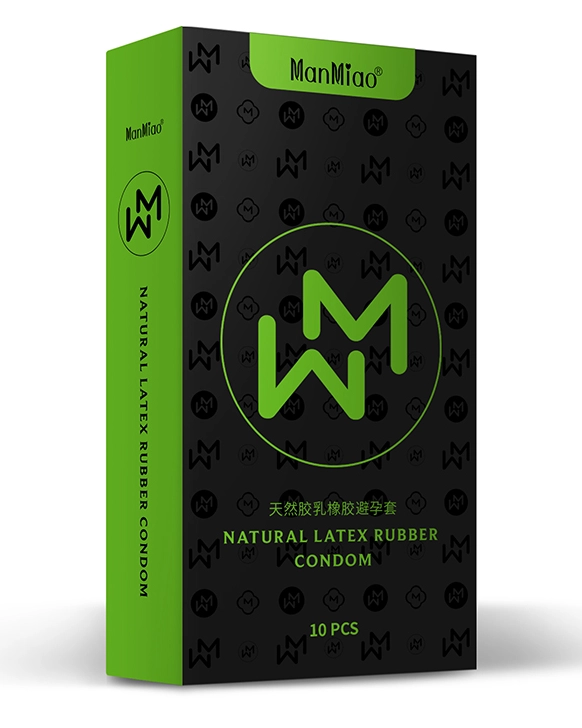 ManMiao®
天然胶乳橡胶避孕套
NATURAL LATEX RUBBER
CONDOM
10 PCS
ManMiao®
NATURAL LATEX RUBBER CONDOM